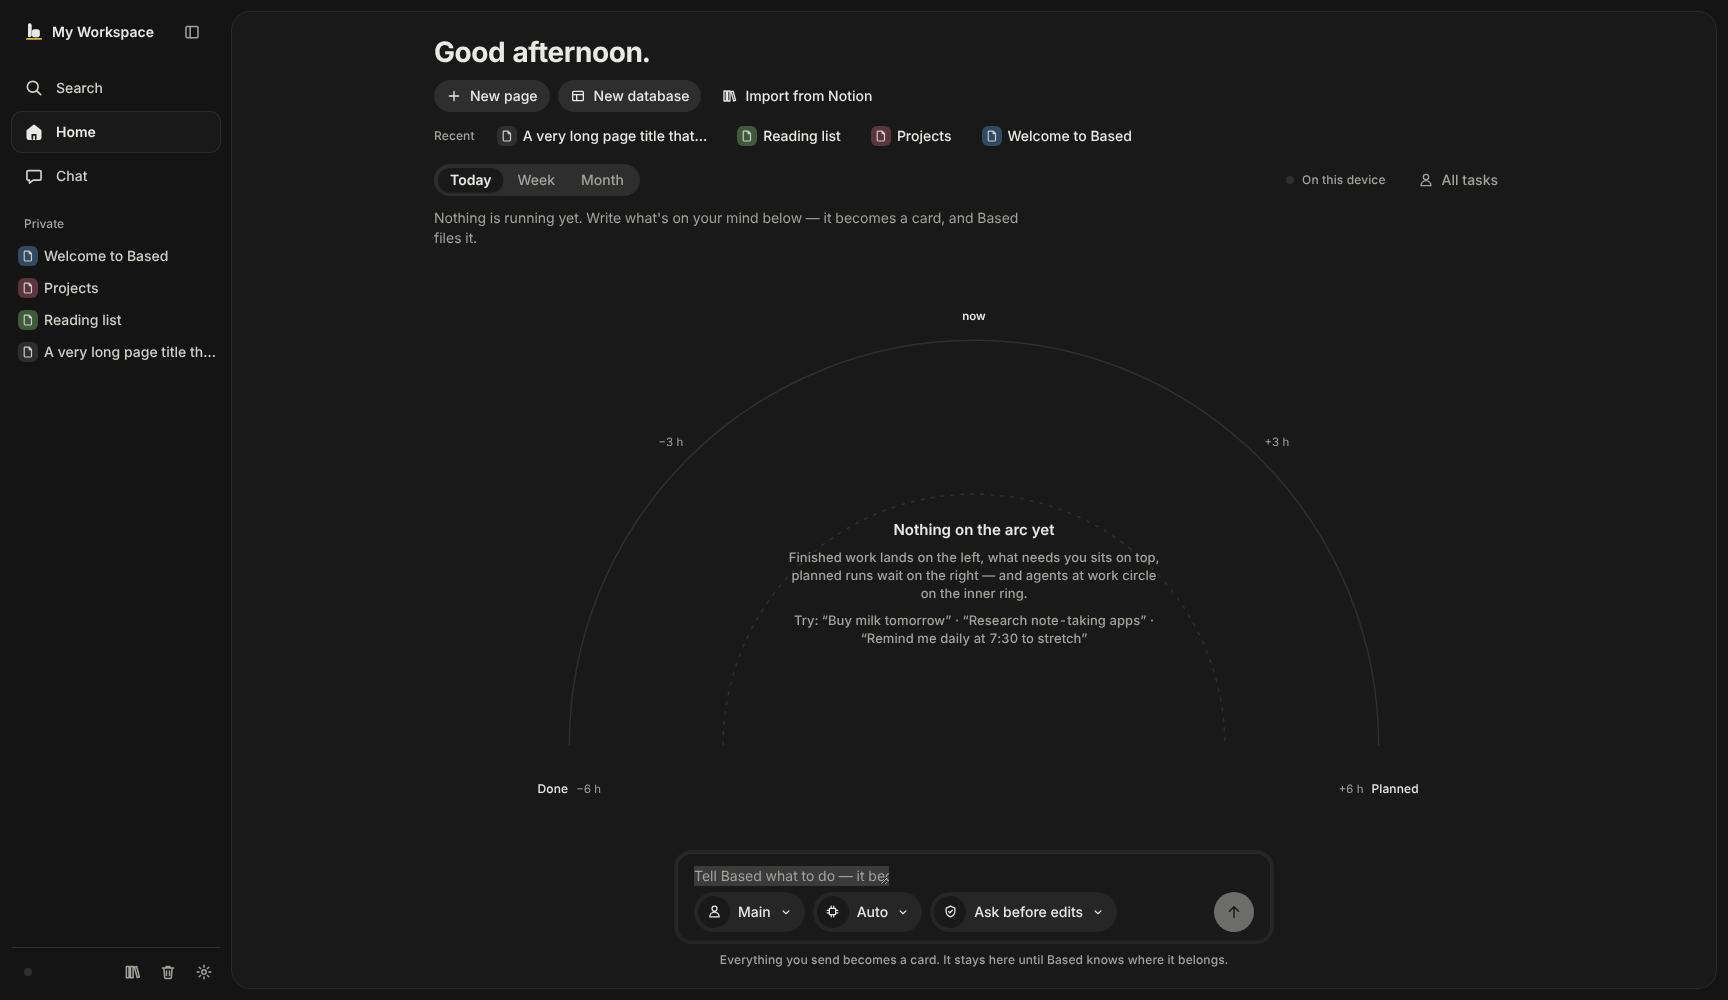 My Workspace
Search
Home
Chat
Private
Welcome to Based
Projects
Reading list
A very long page title th...
Good afternoon.
New page
New database
Import from Notion
Recent
A very long page title that...
Reading list
Projects
Welcome to Based
Today
Week
Month
On this device
All tasks
Nothing is running yet. Write what's on your mind below — it becomes a card, and Based
files it.
now
−3 h
+3 h
Nothing on the arc yet
Finished work lands on the left, what needs you sits on top,
planned runs wait on the right — and agents at work circle
on the inner ring.
Try: “Buy milk tomorrow” · “Research note-taking apps” ·
“Remind me daily at 7:30 to stretch”
Done −6 h
+6 h Planned
Tell Based what to do — it be
Main
Auto
Ask before edits
Everything you send becomes a card. It stays here until Based knows where it belongs.